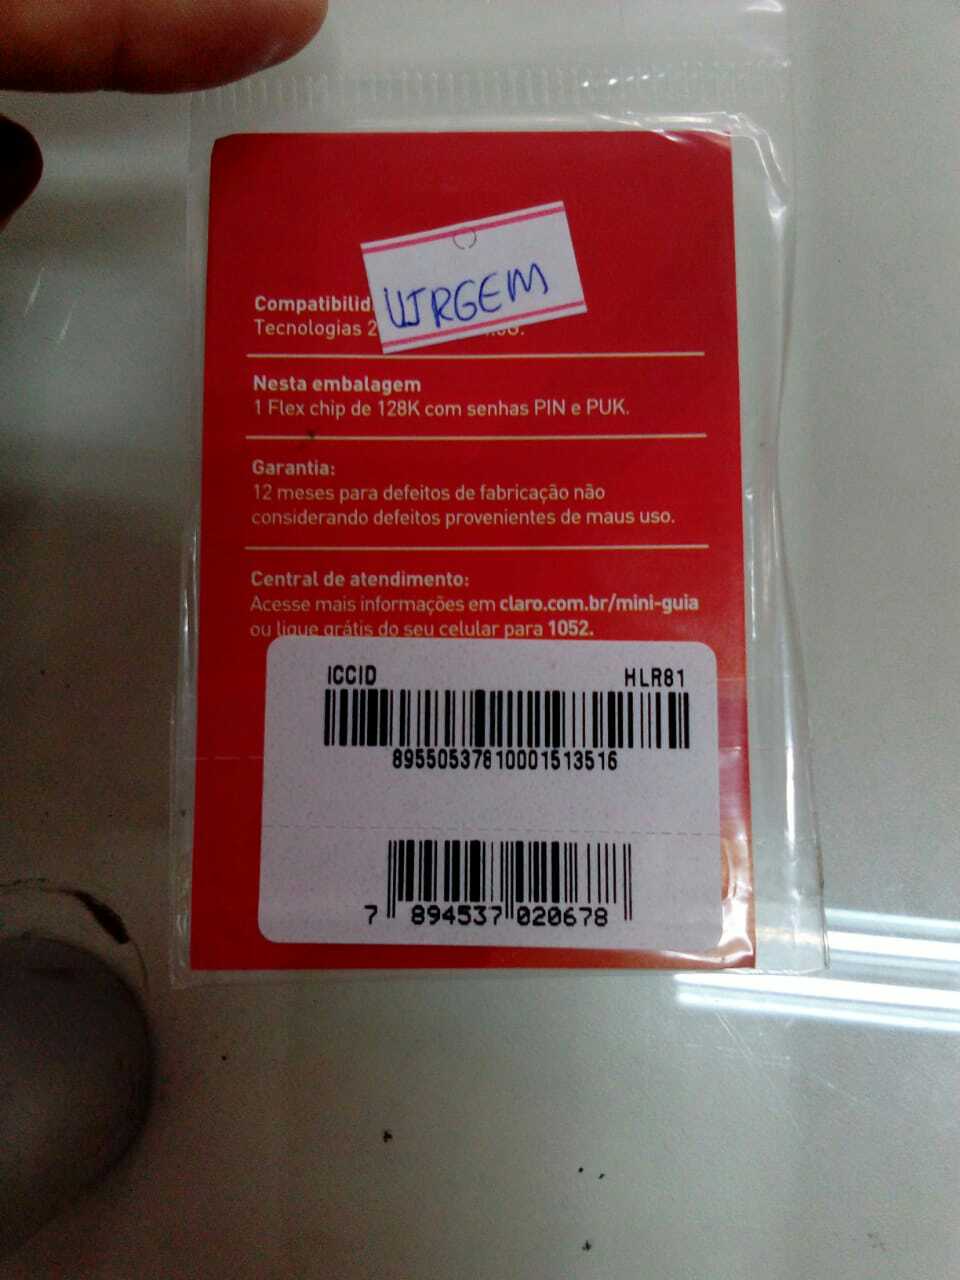 VIRGEM
Compatibilid
Tecnologias 2
Nesta embalagem
1 Flex chip de 128K com senhas PIN e PUK.
Garantia:
12 meses para defeitos de fabricação não
considerando defeitos provenientes de maus uso.
Central de atendimento:
Acesse mais informações em claro.com.br/mini-guia
ou ligue grátis do seu celular para 1052.
ICCID HLR81
89550537810001513516
7 894537 020678